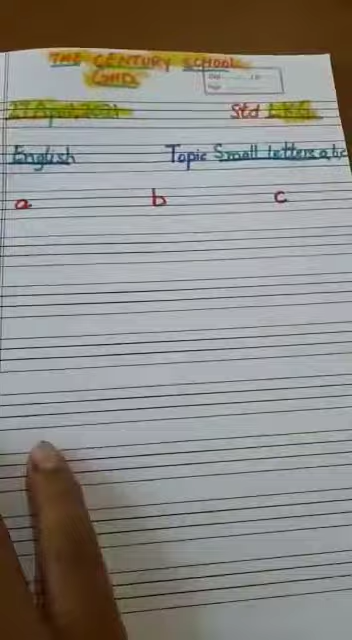 THE CENTURY SCHOOL
27 April, 2021 Std LKG
English Topic Small letters a, b, c
a b c